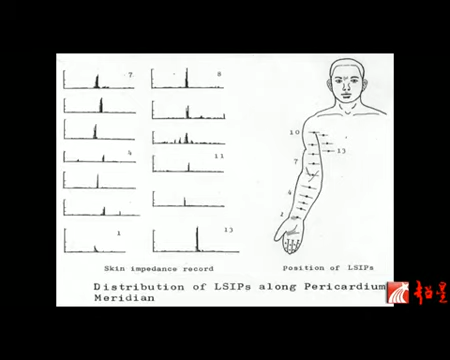 7
8
4
11
1
13
10
13
7
4
1
Skin impedance record
Position of LSIPs
Distribution of LSIPs along Pericardium
Meridian